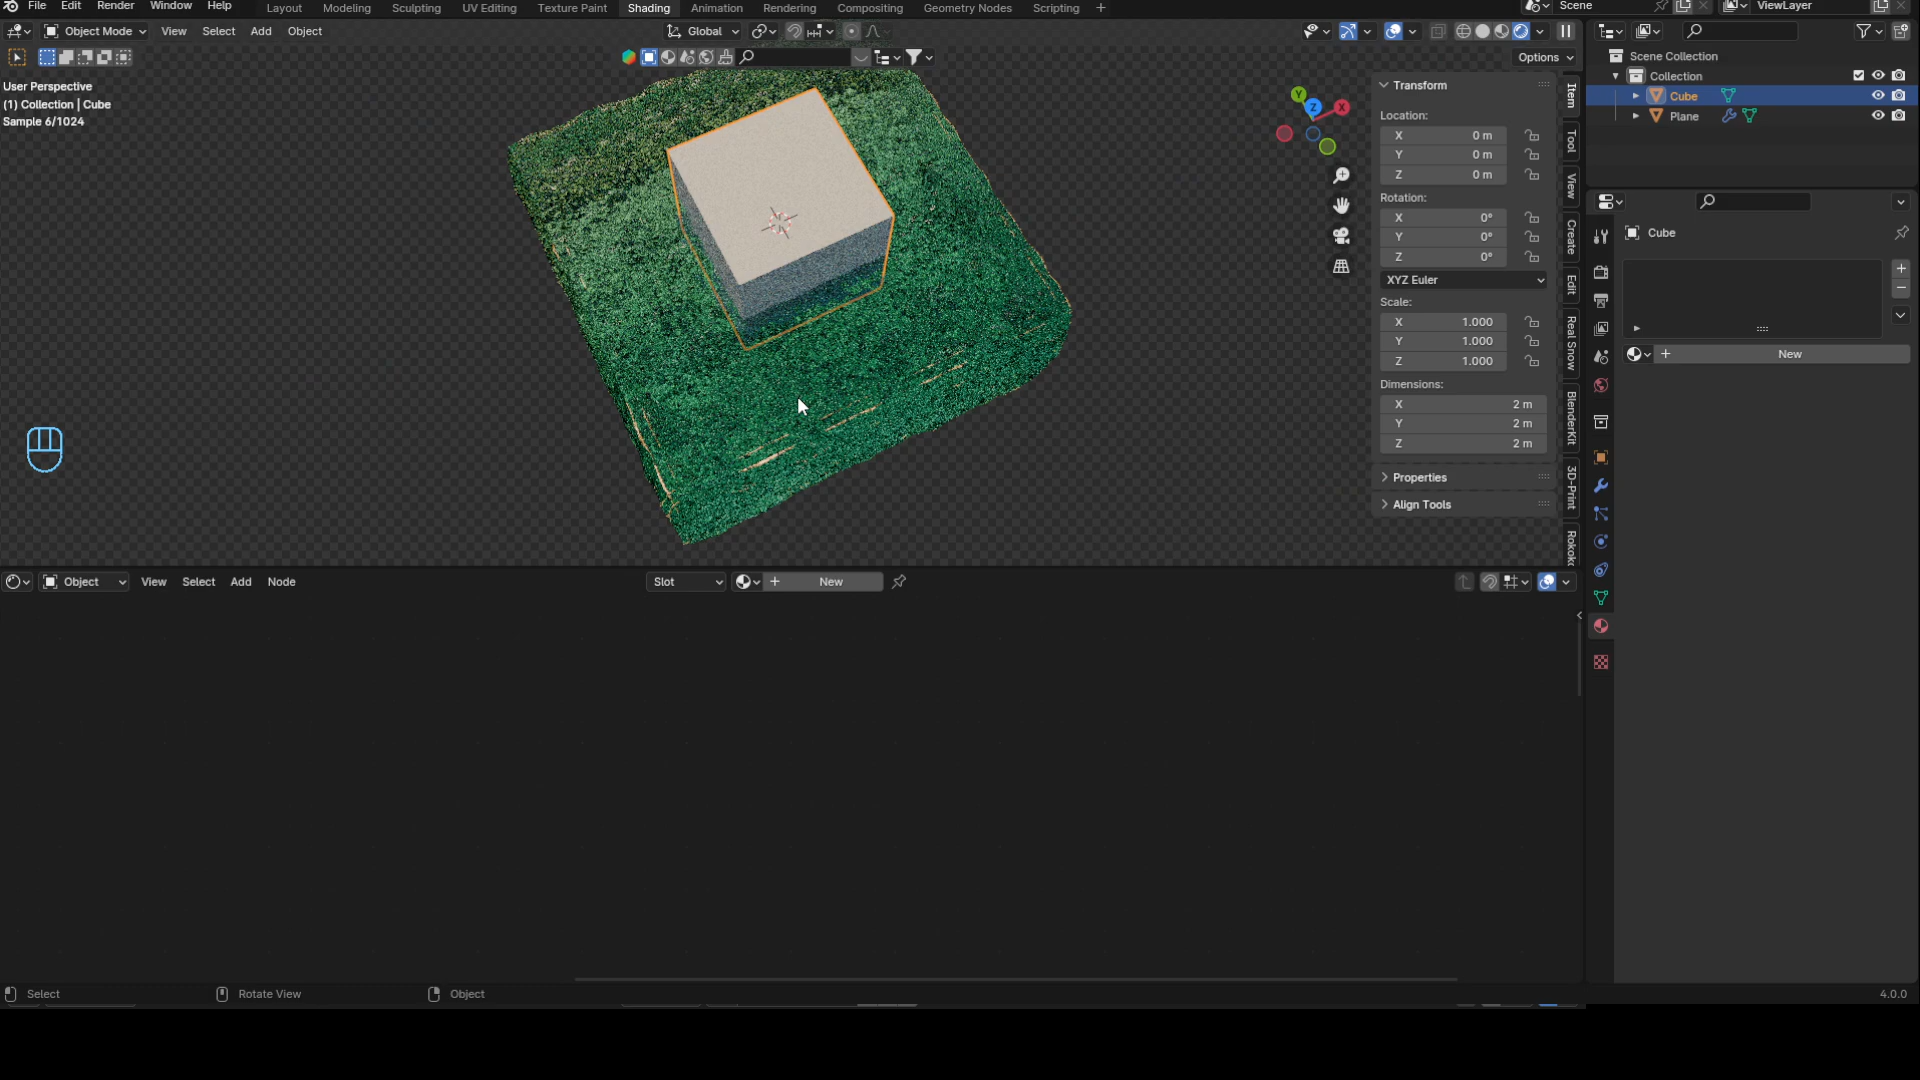 File Edit Render Window Help Layout Modeling Sculpting UV Editing Texture Paint Shading Animation Rendering Compositing Geometry Nodes Scripting + Scene ViewLayer
Object Mode View Select Add Object Global
Options
User Perspective
(1) Collection | Cube
Sample 6/1024
Y
Z
X
Transform
Location:
X 0 m
Y 0 m
Z 0 m
Rotation:
X 0°
Y 0°
Z 0°
XYZ Euler
Scale:
X 1.000
Y 1.000
Z 1.000
Dimensions:
X 2 m
Y 2 m
Z 2 m
Properties
Align Tools
Item
Tool
View
Create
Edit
Real Snow
BlenderKit
3D-Print
Scene Collection
Collection
Cube
Plane
Cube
+ New
Object View Select Add Node Slot + New
Select Rotate View Object 4.0.0